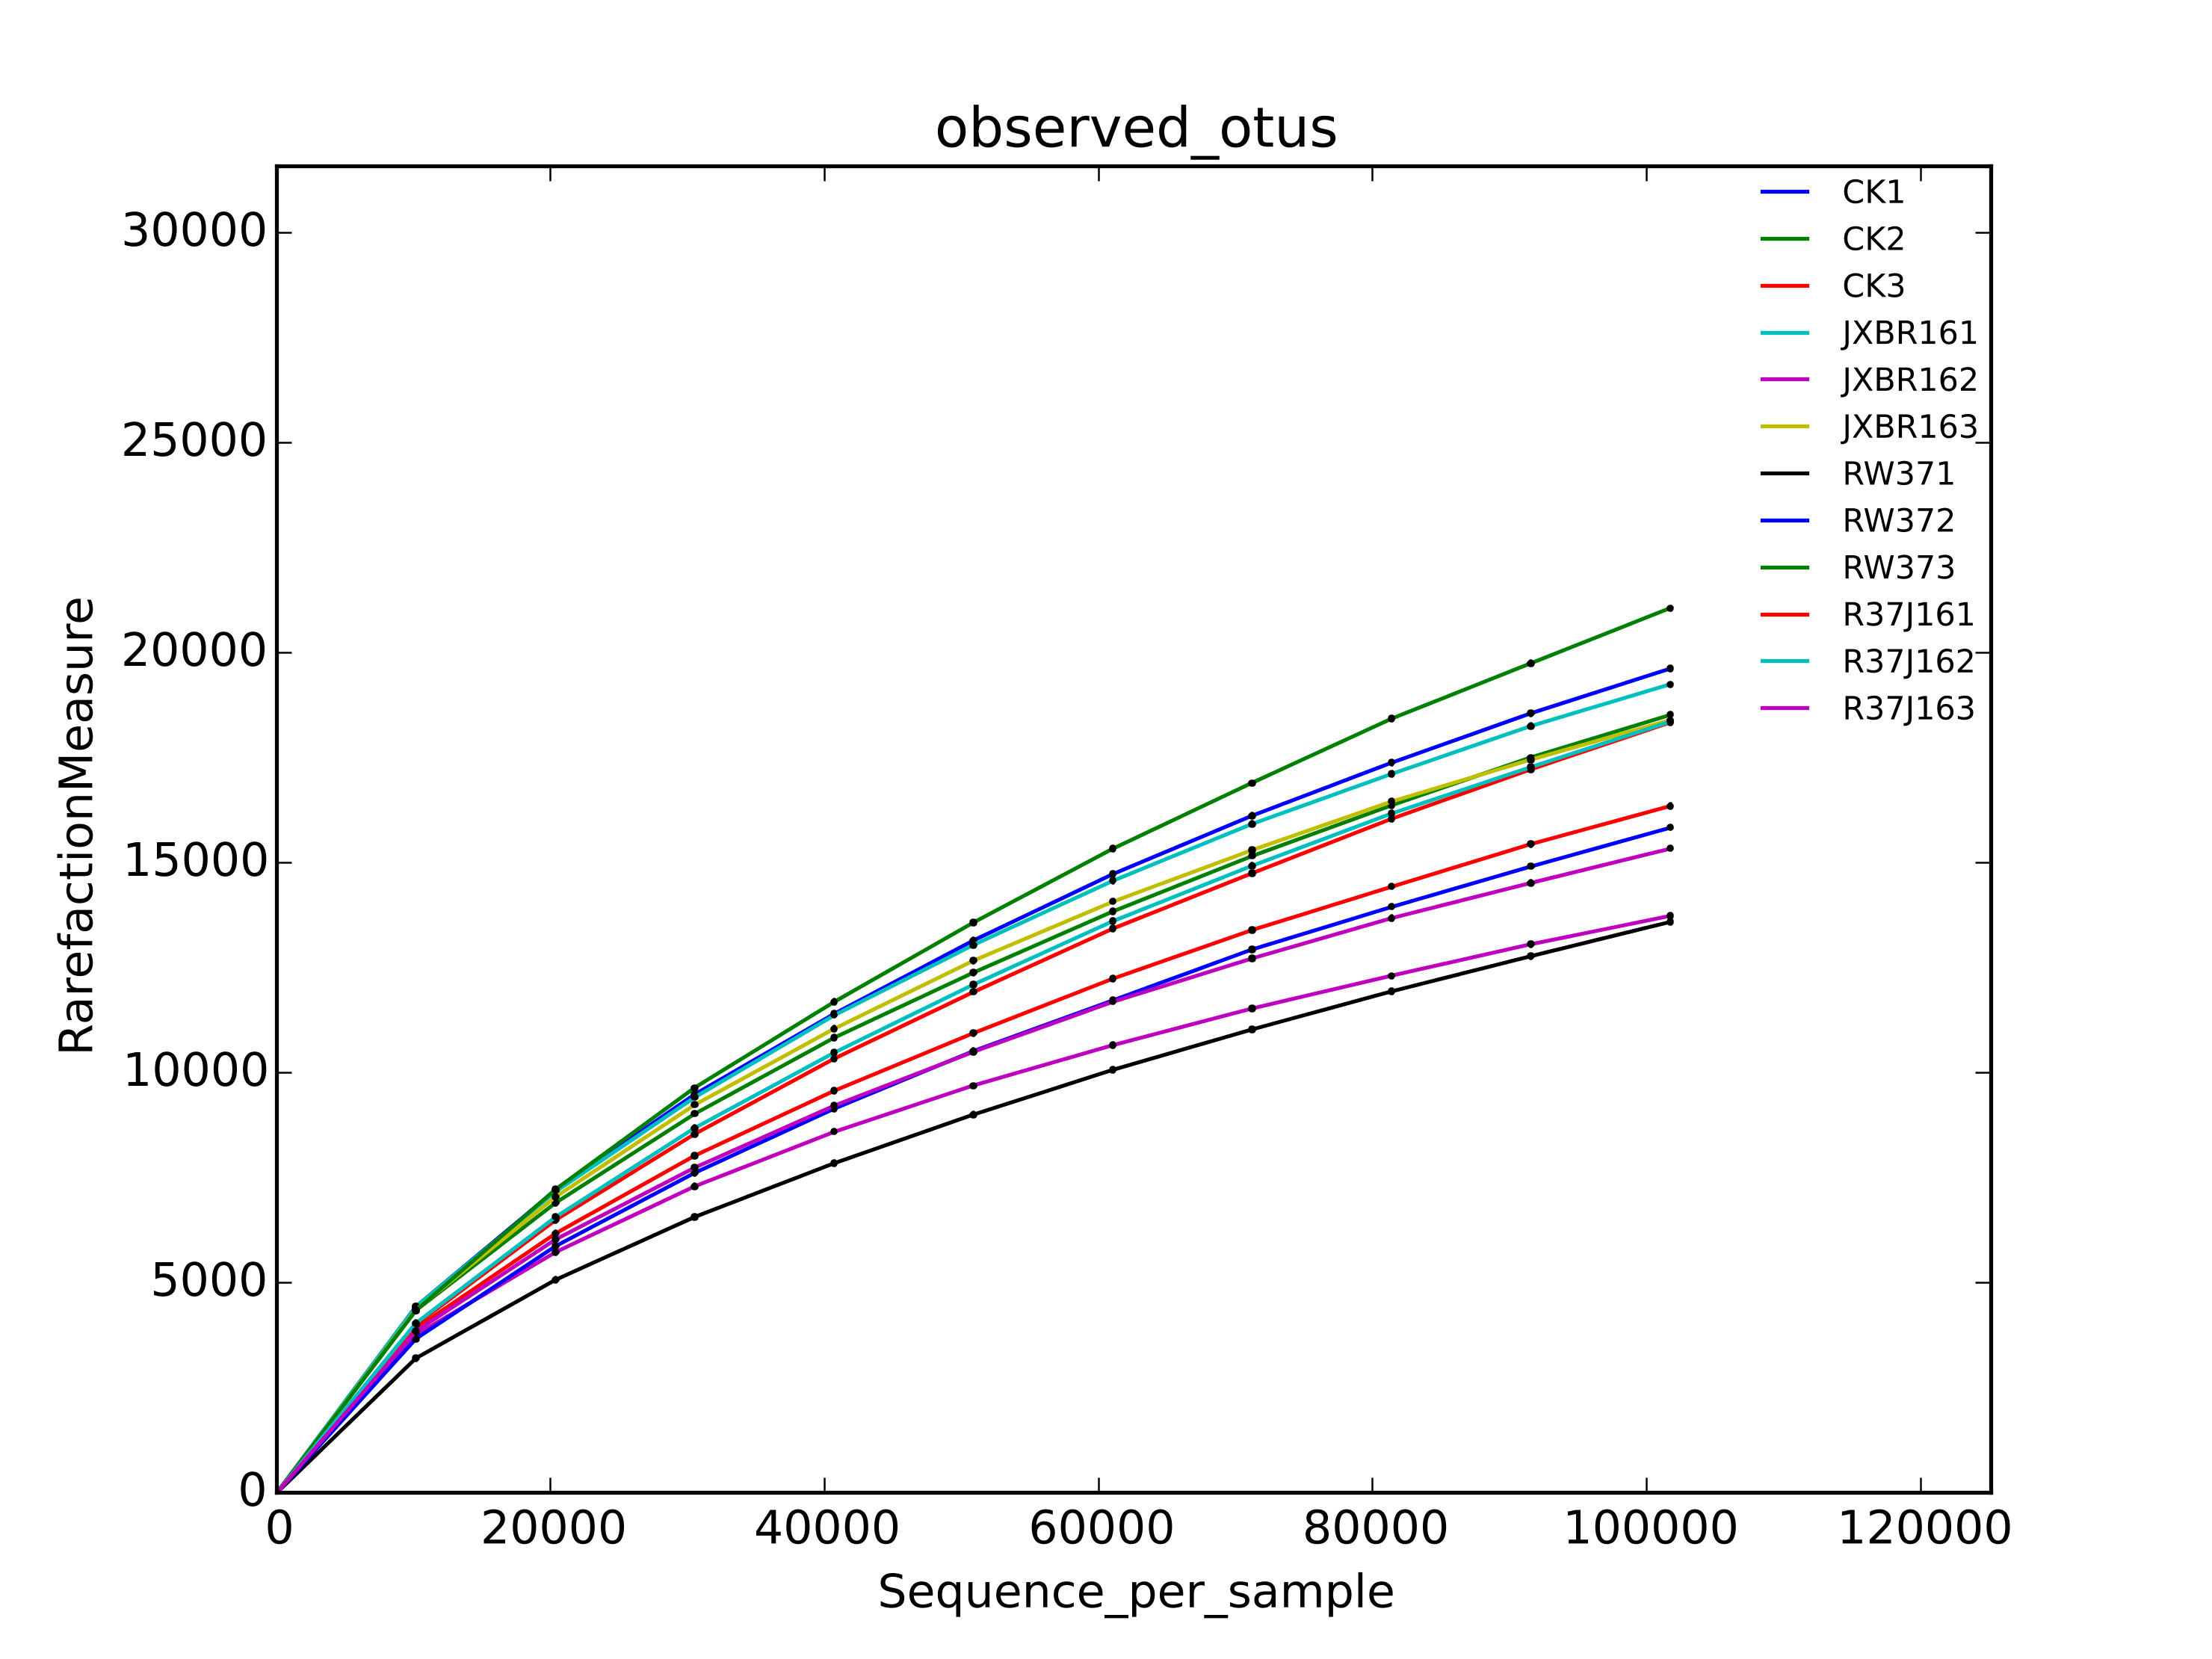 observed_otus
30000
25000
20000
15000
10000
5000
0
RarefactionMeasure
0 20000 40000 60000 80000 100000 120000
Sequence_per_sample
CK1
CK2
CK3
JXBR161
JXBR162
JXBR163
RW371
RW372
RW373
R37J161
R37J162
R37J163